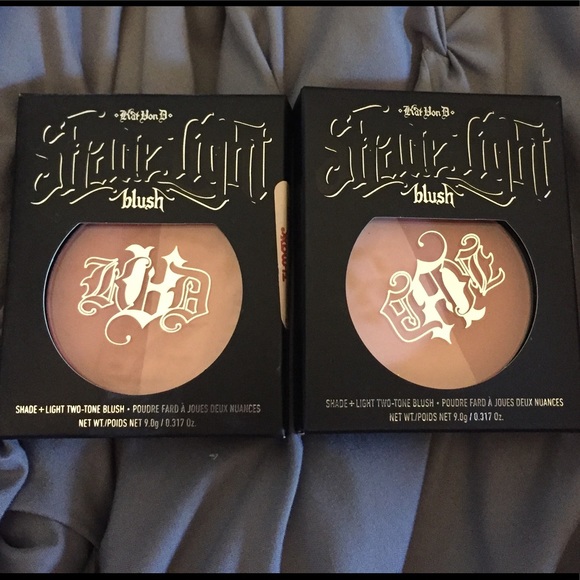 Kat Von D
Shade+Light
blush
KVD
SHADE + LIGHT TWO-TONE BLUSH • POUDRE FARD À JOUES DEUX NUANCES
NET WT./POIDS NET 9.0g / 0.317 Oz.
Kat Von D
Shade+Light
blush
KVD
SHADE + LIGHT TWO-TONE BLUSH • POUDRE FARD À JOUES DEUX NUANCES
NET WT./POIDS NET 9.0g / 0.317 Oz.